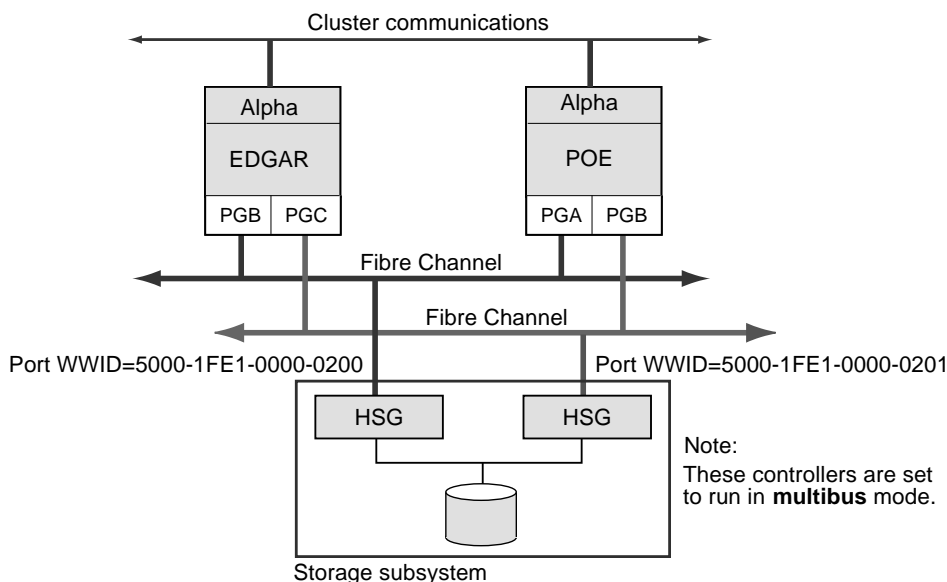 Cluster communications
Alpha
Alpha
EDGAR
POE
PGB
PGC
PGA
PGB
Fibre Channel
Fibre Channel
Port WWID=5000-1FE1-0000-0200
Port WWID=5000-1FE1-0000-0201
HSG
HSG
Note:
These controllers are set
to run in multibus mode.
Storage subsystem